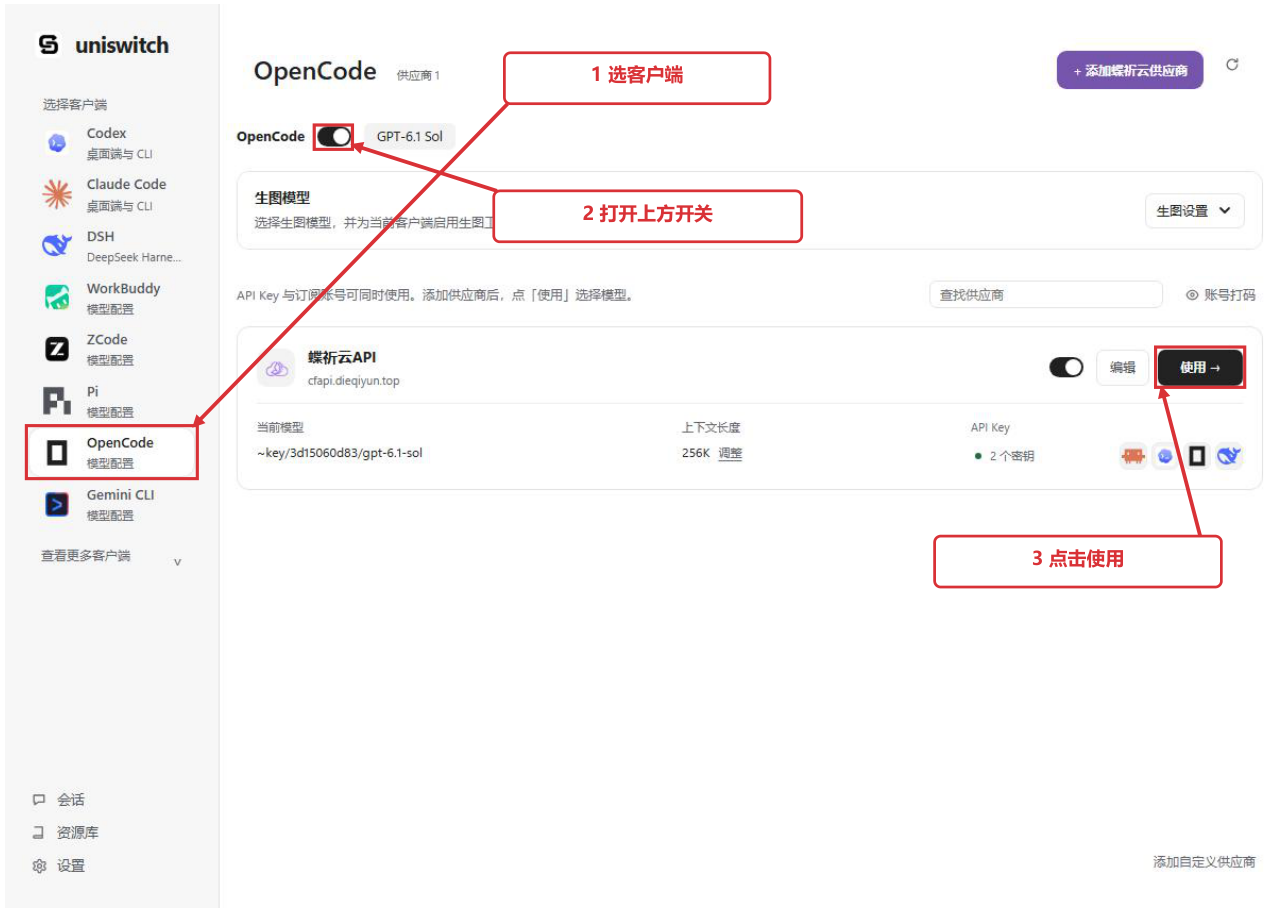 uniswitch
选择客户端
Codex
桌面端与 CLI
Claude Code
桌面端与 CLI
DSH
DeepSeek Harne...
WorkBuddy
模型配置
ZCode
模型配置
Pi
模型配置
OpenCode
模型配置
Gemini CLI
模型配置
查看更多客户端
会话
资源库
设置
OpenCode 供应商 1
1 选客户端
+ 添加蝶祈云供应商
OpenCode GPT-6.1 Sol
生图模型
选择生图模型，并为当前客户端启用生图工
2 打开上方开关
生图设置
API Key 与订阅账号可同时使用。添加供应商后，点「使用」选择模型。
查找供应商
账号打码
蝶祈云API
cfapi.dieqiyun.top
编辑
使用 →
当前模型
~key/3d15060d83/gpt-6.1-sol
上下文长度
256K 调整
API Key
2 个密钥
3 点击使用
添加自定义供应商